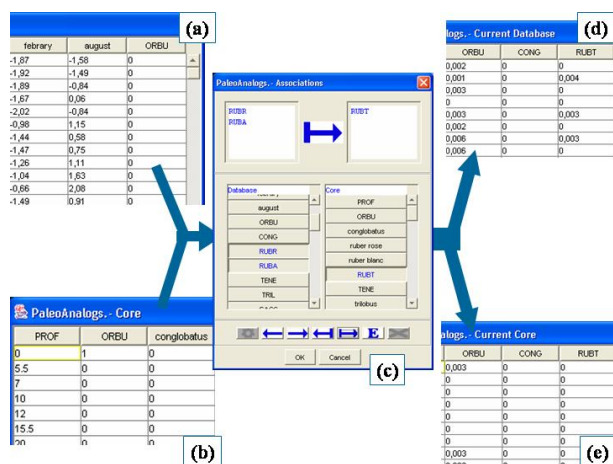 (a)
febrary august ORBU
-1,87 -1,58 0
-1,92 -1,49 0
-1,89 -0,84 0
-1,67 0,06 0
-2,02 -0,84 0
-0,98 1,15 0
-1,44 0,58 0
-1,47 0,75 0
-1,26 1,11 0
-1,04 1,63 0
-0,66 2,08 0
-1,49 0,91 0
PaleoAnalogs.- Core
PROF ORBU conglobatus
0 1 0
5.5 0 0
7 0 0
10 0 0
12 0 0
15.5 0 0
20 0 0
(b)
PaleoAnalogs.- Associations
RUBR
RUBA
RUBT
Database
august
ORBU
CONG
RUBR
RUBA
TENE
TRIL
Core
PROF
ORBU
conglobatus
ruber rose
ruber blanc
RUBT
TENE
trilobus
E
OK Cancel
(c)
(d)
alogs.- Current Database
ORBU CONG RUBT
0,002 0 0
0,001 0 0,004
0,003 0 0
0 0 0
0,003 0 0,003
0,002 0 0
0,006 0 0,003
0,006 0 0
alogs.- Current Core
ORBU CONG RUBT
0,003 0 0
0 0 0
0 0 0
0 0 0
0 0 0
0 0 0
0 0 0
0,003 0 0
(e)